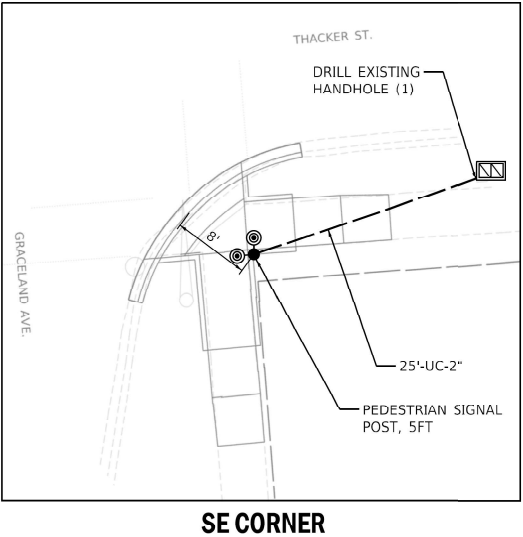 THACKER ST.
DRILL EXISTING
HANDHOLE (1)
8'
GRACELAND AVE.
25'-UC-2"
PEDESTRIAN SIGNAL
POST, 5FT
SE CORNER